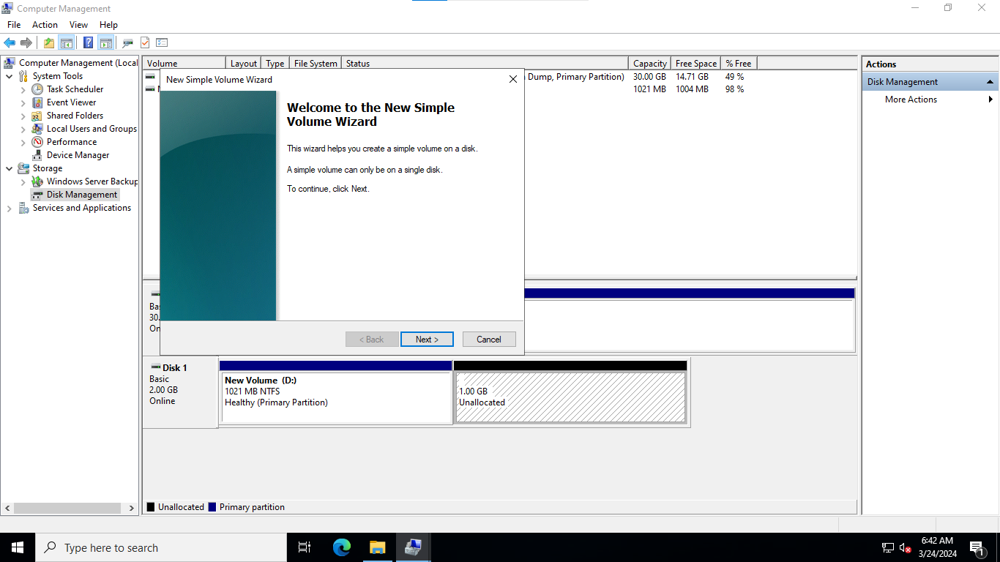 Computer Management
File Action View Help
Computer Management (Local
System Tools
Task Scheduler
Event Viewer
Shared Folders
Local Users and Groups
Performance
Device Manager
Storage
Windows Server Backup
Disk Management
Services and Applications
Volume Layout Type File System Status Capacity Free Space % Free
Dump, Primary Partition) 30.00 GB 14.71 GB 49 %
1021 MB 1004 MB 98 %
New Simple Volume Wizard
Welcome to the New Simple
Volume Wizard
This wizard helps you create a simple volume on a disk.
A simple volume can only be on a single disk.
To continue, click Next.
< Back Next > Cancel
Disk 1
Basic
2.00 GB
Online
New Volume (D:)
1021 MB NTFS
Healthy (Primary Partition)
1.00 GB
Unallocated
Unallocated Primary partition
Actions
Disk Management
More Actions
Type here to search
6:42 AM
3/24/2024
1